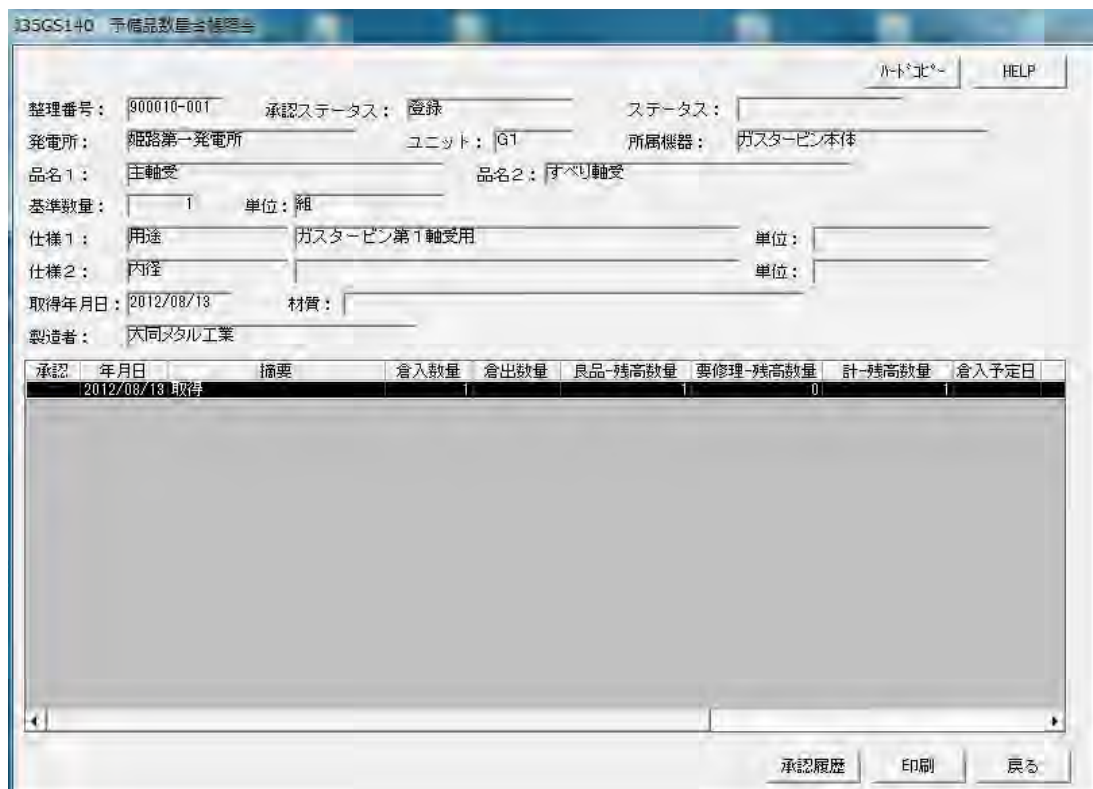 J35GS140 予備品数量台帳照会
ﾊｰﾄﾞｺﾋﾟｰ HELP
整理番号： 900010-001 承認ステータス： 登録 ステータス：
発電所： 姫路第一発電所 ユニット： G1 所属機器： ガスタービン本体
品名１： 主軸受 品名２： すべり軸受
基準数量： 1 単位： 組
仕様１： 用途 ガスタービン第１軸受用 単位：
仕様２： 内径 単位：
取得年月日： 2012/08/13 材質：
製造者： 大同メタル工業
承認 年月日 摘要 倉入数量 倉出数量 良品-残高数量 要修理-残高数量 計-残高数量 倉入予定日
2012/08/13 取得 1 1 0 1
承認履歴 印刷 戻る